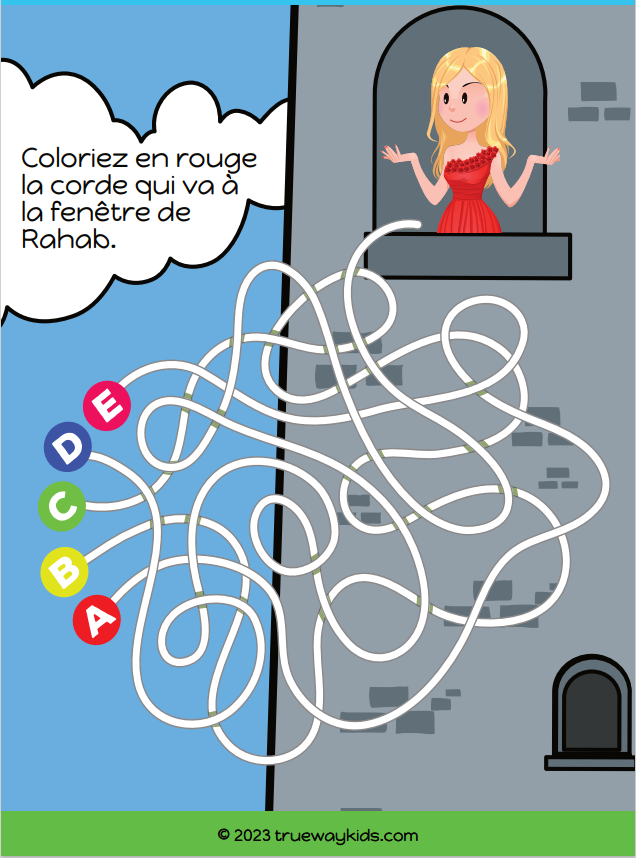 Coloriez en rouge
la corde qui va à
la fenêtre de
Rahab.
E
D
C
B
A
© 2023 truewaykids.com